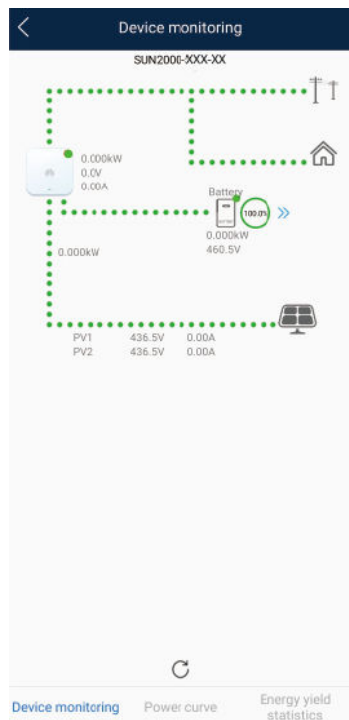 Device monitoring
SUN2000-XXX-XX
0.000kW
0.0V
0.00A
Battery
100.0%
0.000kW
460.5V
0.000kW
PV1 436.5V 0.00A
PV2 436.5V 0.00A
Device monitoring
Power curve
Energy yield
statistics